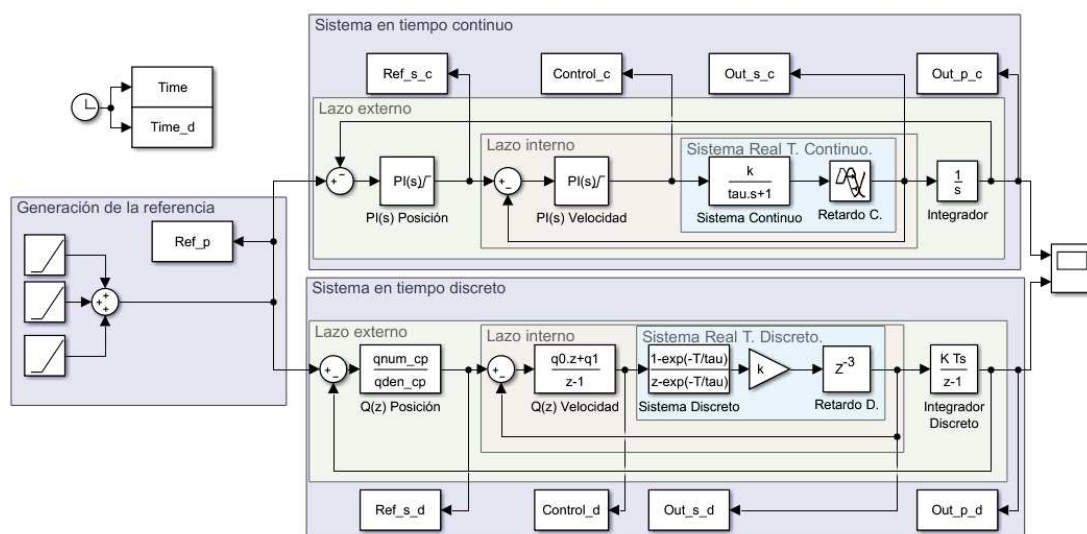 Sistema en tiempo continuo
Ref_s_c
Control_c
Out_s_c
Out_p_c
Time
Time_d
Lazo externo
Lazo interno
Sistema Real T. Continuo.
+
−
PI(s)
PI(s) Posición
+
−
PI(s)
PI(s) Velocidad
k
tau.s+1
Sistema Continuo
Retardo C.
1
s
Integrador
Generación de la referencia
Ref_p
+
+
+
Sistema en tiempo discreto
Lazo externo
Lazo interno
Sistema Real T. Discreto.
+
−
qnum_cp
qden_cp
Q(z) Posición
+
−
q0.z+q1
z-1
Q(z) Velocidad
1-exp(-T/tau)
z-exp(-T/tau)
Sistema Discreto
k
Z-3
Retardo D.
K Ts
z-1
Integrador
Discreto
Ref_s_d
Control_d
Out_s_d
Out_p_d